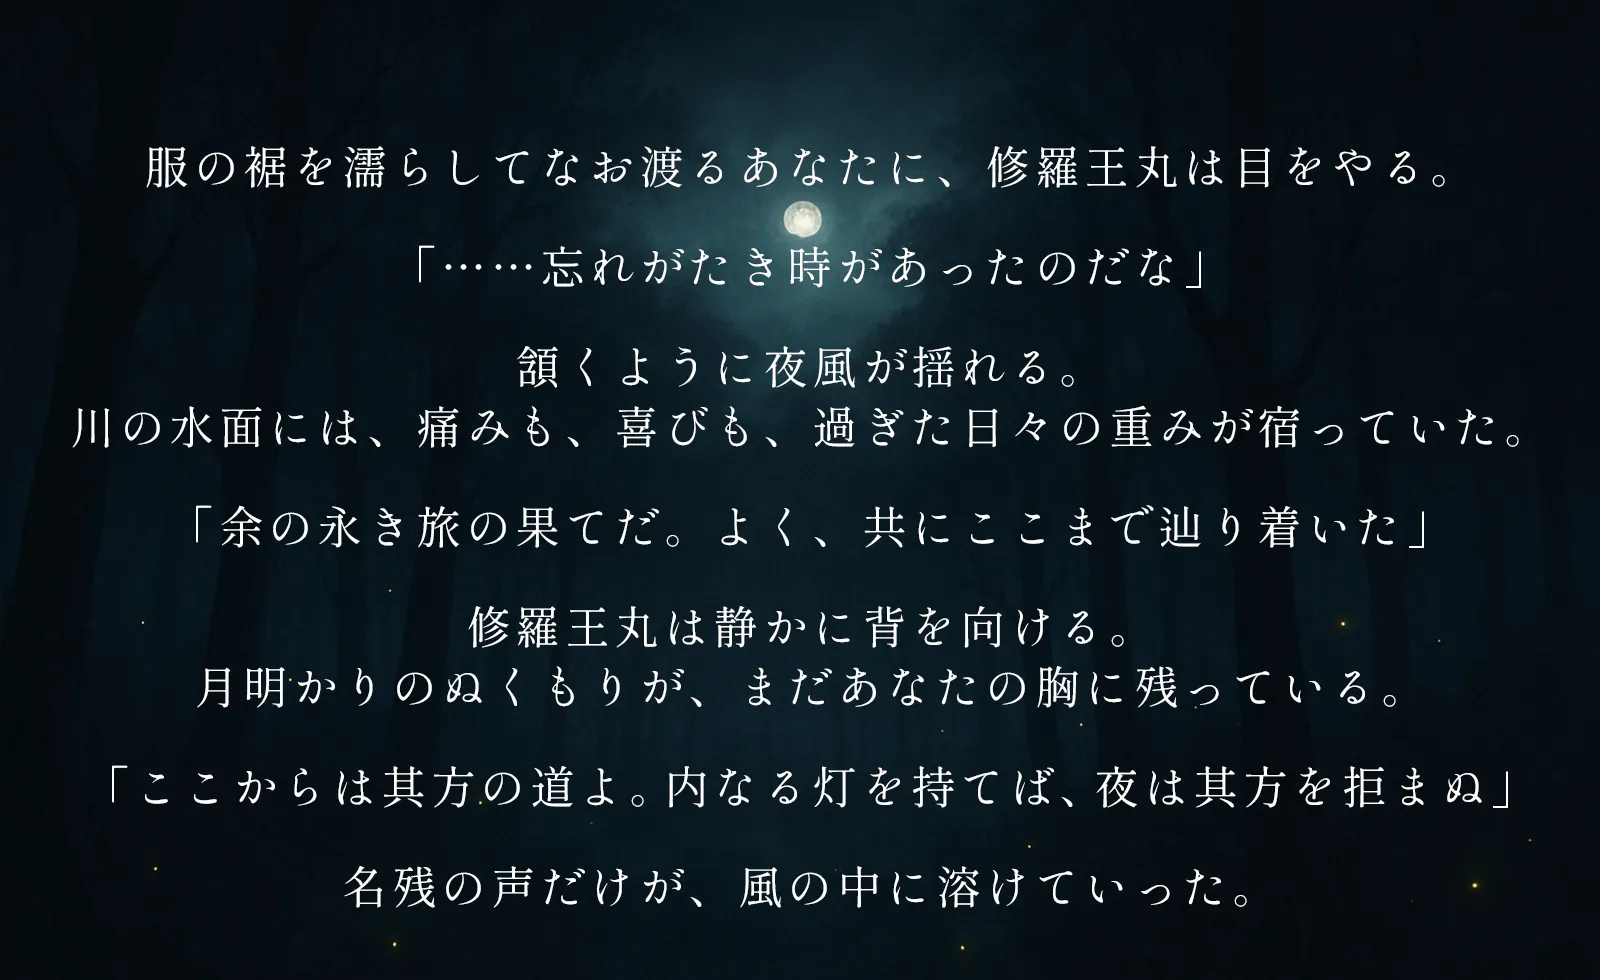 服の裾を濡らしてなお渡るあなたに、修羅王丸は目をやる。
「……忘れがたき時があったのだな」
頷くように夜風が揺れる。
川の水面には、痛みも、喜びも、過ぎた日々の重みが宿っていた。
「余の永き旅の果てだ。よく、共にここまで辿り着いた」
修羅王丸は静かに背を向ける。
月明かりのぬくもりが、まだあなたの胸に残っている。
「ここからは其方の道よ。内なる灯を持てば、夜は其方を拒まぬ」
名残の声だけが、風の中に溶けていった。